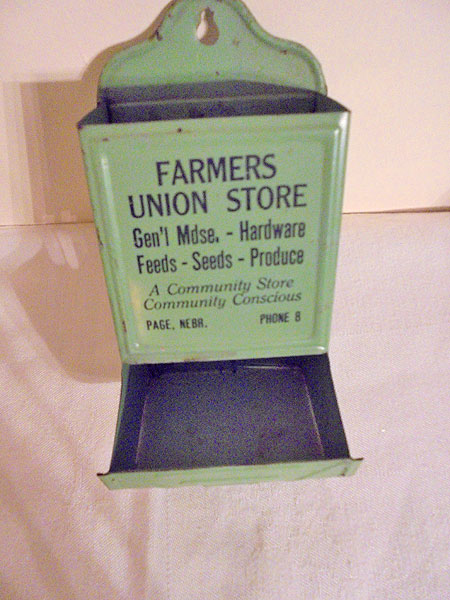 FARMERS
UNION STORE
Gen'l Mdse. - Hardware
Feeds - Seeds - Produce
A Community Store
Community Conscious
PAGE, NEBR. PHONE 8